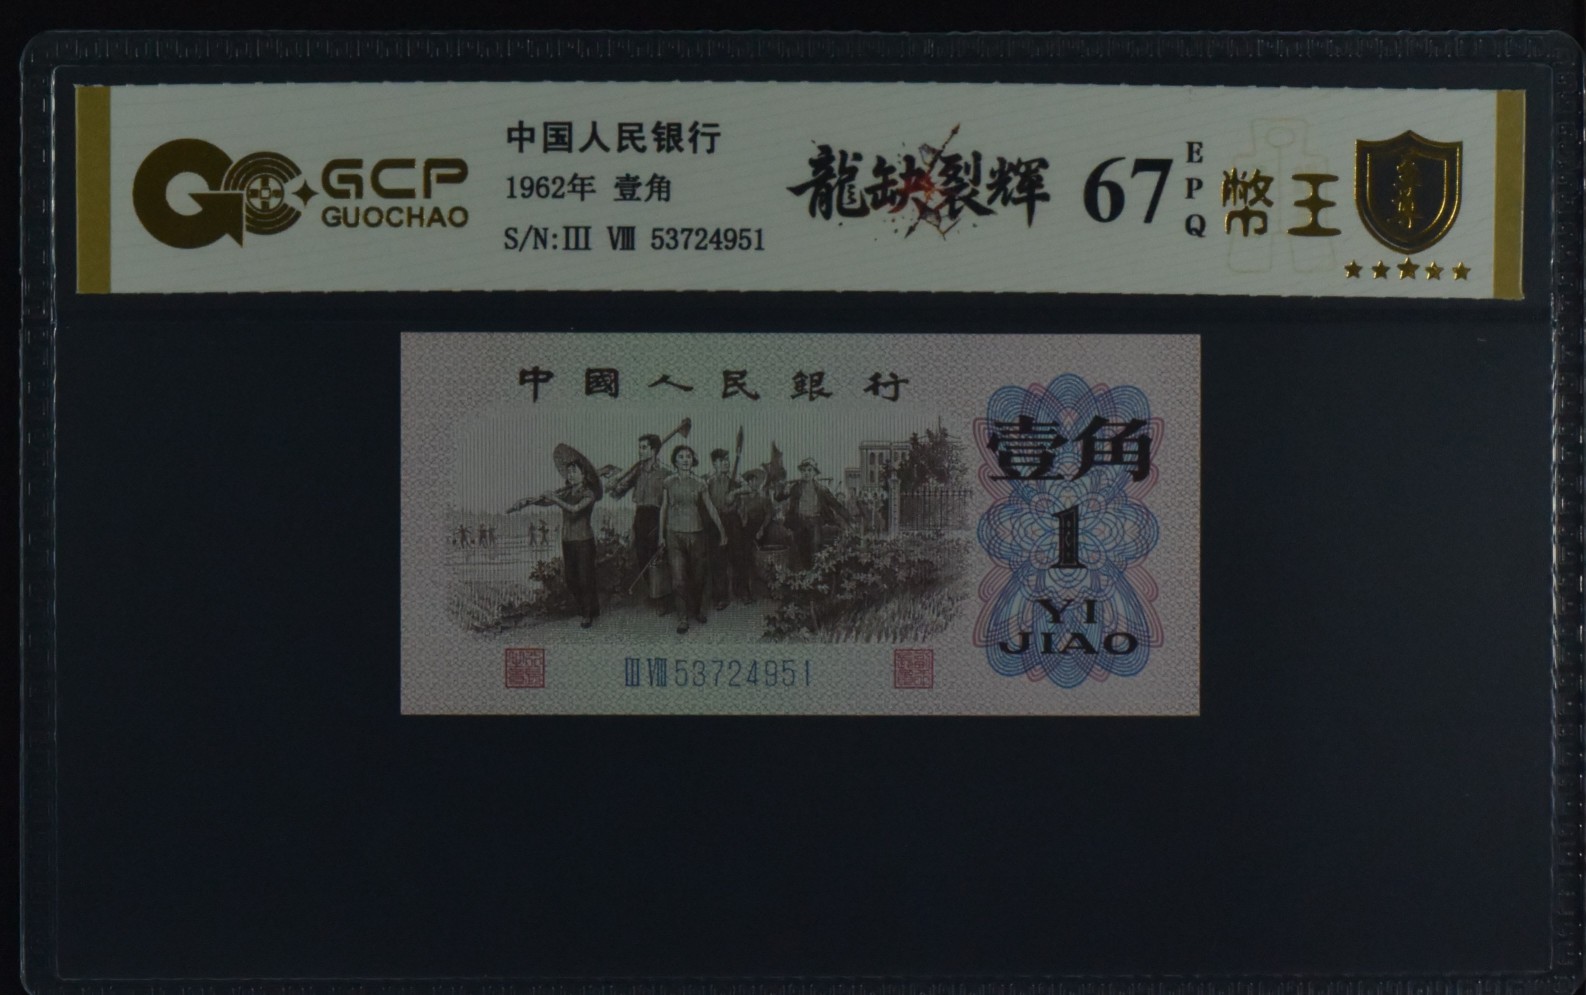 GCP
GUOCHAO
中国人民银行
1962年 壹角
S/N:III VIII 53724951
龍缺裂輝
67
EPQ
幣王
中國人民銀行
壹角
1
YI
JIAO
III VIII 53724951